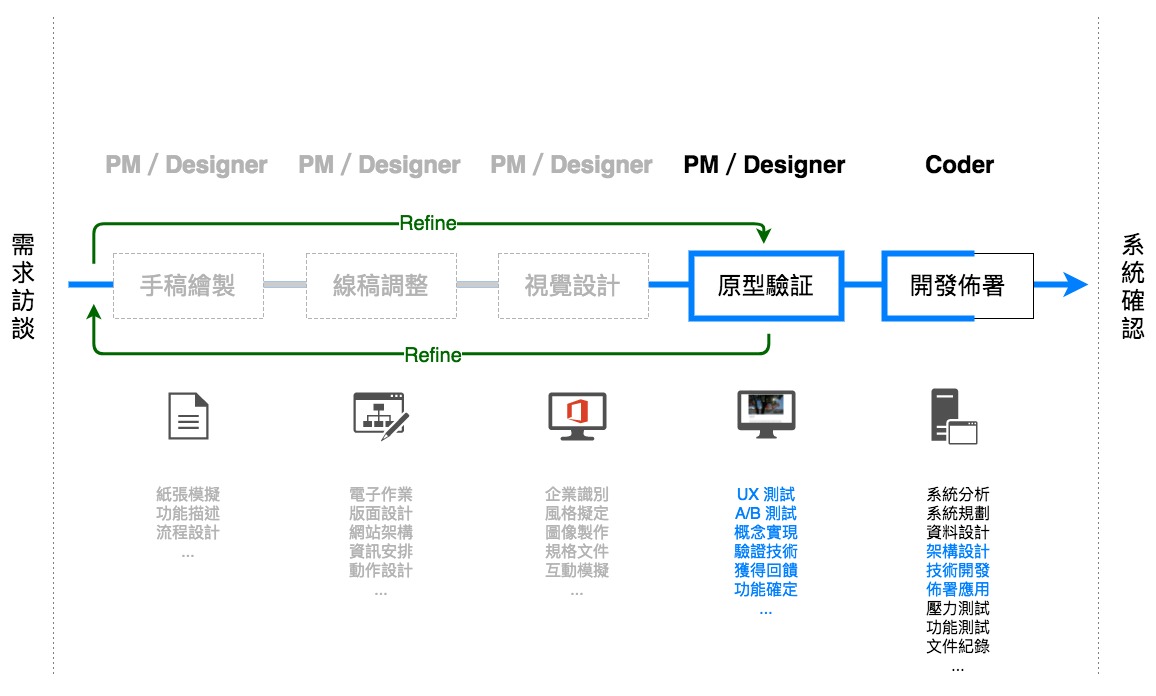 PM / Designer
PM / Designer
PM / Designer
PM / Designer
Coder
需求訪談
Refine
手稿繪製
線稿調整
視覺設計
原型驗証
開發佈署
Refine
系統確認
紙張模擬
功能描述
流程設計
...
電子作業
版面設計
網站架構
資訊安排
動作設計
...
企業識別
風格擬定
圖像製作
規格文件
互動模擬
...
UX 測試
A/B 測試
概念實現
驗證技術
獲得回饋
功能確定
...
系統分析
系統規劃
資料設計
架構設計
技術開發
佈署應用
壓力測試
功能測試
文件紀錄
...